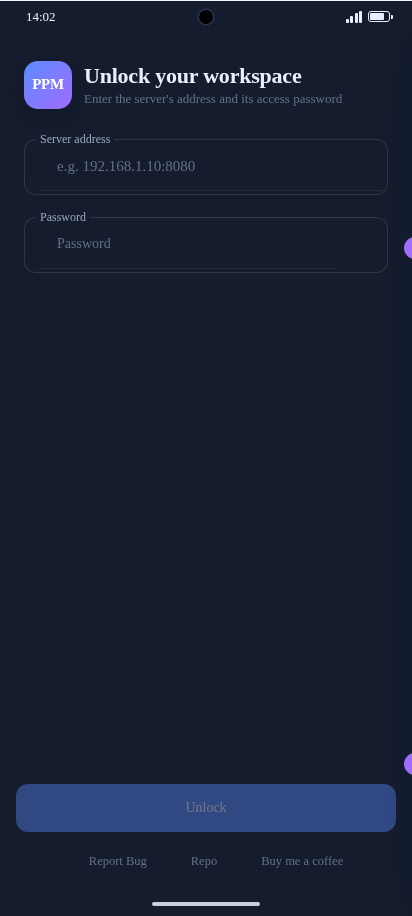 14:02
PPM
Unlock your workspace
Enter the server's address and its access password
Server address
e.g. 192.168.1.10:8080
Password
Password
Unlock
Report Bug Repo Buy me a coffee